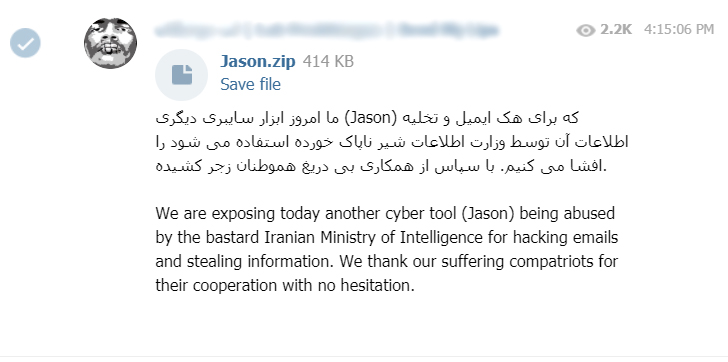 2.2K 4:15:06 PM
Jason.zip 414 KB
Save file
ما امروز ابزار سایبری دیگری (Jason) که برای هک ایمیل و تخلیه
اطلاعات آن توسط وزارت اطلاعات شیر ناپاک خورده استفاده می شود را
افشا می کنیم. با سپاس از همکاری بی دریغ هموطنان زجر کشیده.
We are exposing today another cyber tool (Jason) being abused
by the bastard Iranian Ministry of Intelligence for hacking emails
and stealing information. We thank our suffering compatriots for
their cooperation with no hesitation.